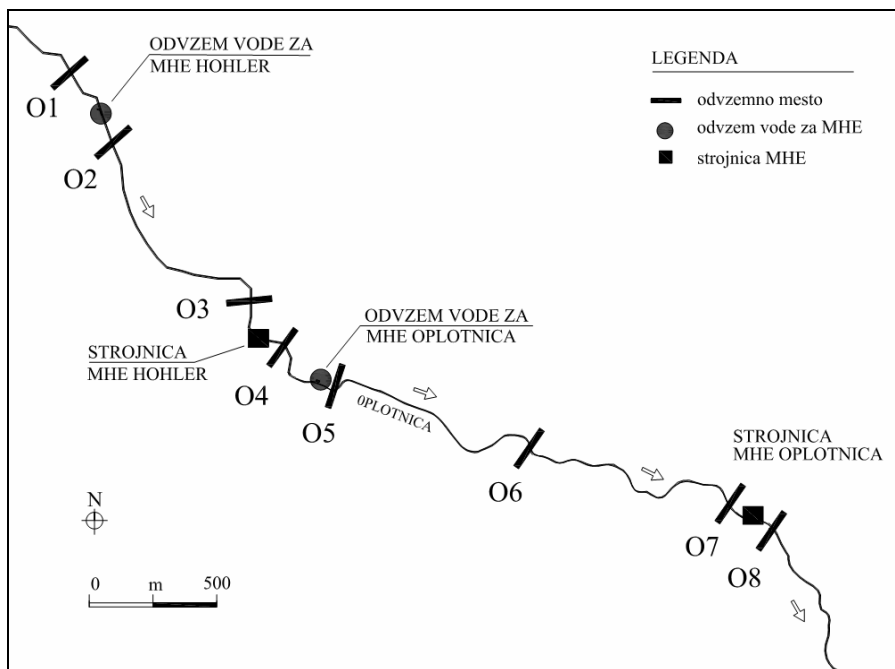 ODVZEM VODE ZA
MHE HOHLER
O1
O2
LEGENDA
odvzemno mesto
odvzem vode za MHE
strojnica MHE
O3
ODVZEM VODE ZA
MHE OPLOTNICA
STROJNICA
MHE HOHLER
O4
O5
0PLOTNICA
O6
STROJNICA
MHE OPLOTNICA
O7
O8
N
0 m 500